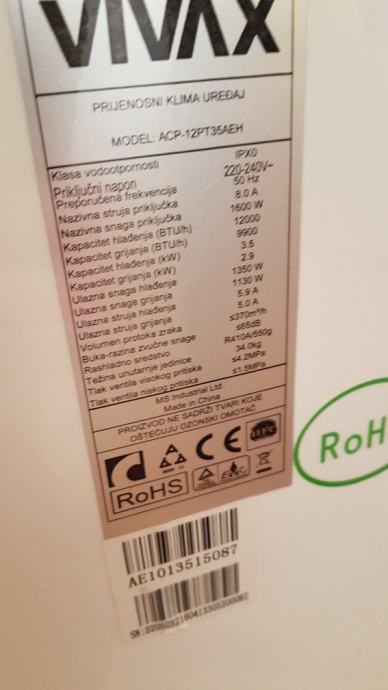 VIVAX
PRIJENOSNI KLIMA UREĐAJ
MODEL: ACP-12PT35AEH
Klasa vodootpornosti IPX0
Priključni napon 220-240V~
Preporučena frekvencija 50 Hz
Nazivna struja priključka 8.0 A
Nazivna snaga priključka 1600 W
Kapacitet hlađenja (BTU/h) 12000
Kapacitet grijanja (BTU/h) 9900
Kapacitet hlađenja (kW) 3.5
Kapacitet grijanja (kW) 2.9
Ulazna snaga hlađenja 1350 W
Ulazna snaga grijanja 1130 W
Ulazna struja hlađenja 5.9 A
Ulazna struja grijanja 5.0 A
Volumen protoka zraka ≤370m³/h
Buka-razina zvučne snage ≤65dB
Rashladno sredstvo R410A/550g
Težina unutarnje jedinice 34.0kg
Tlak ventila visokog pritiska ≤4.2MPa
Tlak ventila niskog pritiska ≤1.5MPa
MS Industrial Ltd.
Made in China
PROIZVOD NE SADRŽI TVARI KOJE
OŠTEĆUJU OZONSKI OMOTAČ
CE
RoHS
RoH
AE1013515087